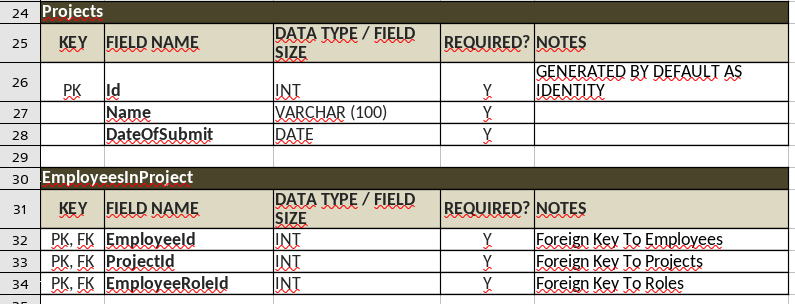 24 Projects
25 KEY FIELD NAME DATA TYPE / FIELD SIZE REQUIRED? NOTES
26 PK Id INT Y GENERATED BY DEFAULT AS IDENTITY
27 Name VARCHAR (100) Y
28 DateOfSubmit DATE Y
29
30 EmployeesInProject
31 KEY FIELD NAME DATA TYPE / FIELD SIZE REQUIRED? NOTES
32 PK, FK EmployeeId INT Y Foreign Key To Employees
33 PK, FK ProjectId INT Y Foreign Key To Projects
34 PK, FK EmployeeRoleId INT Y Foreign Key To Roles